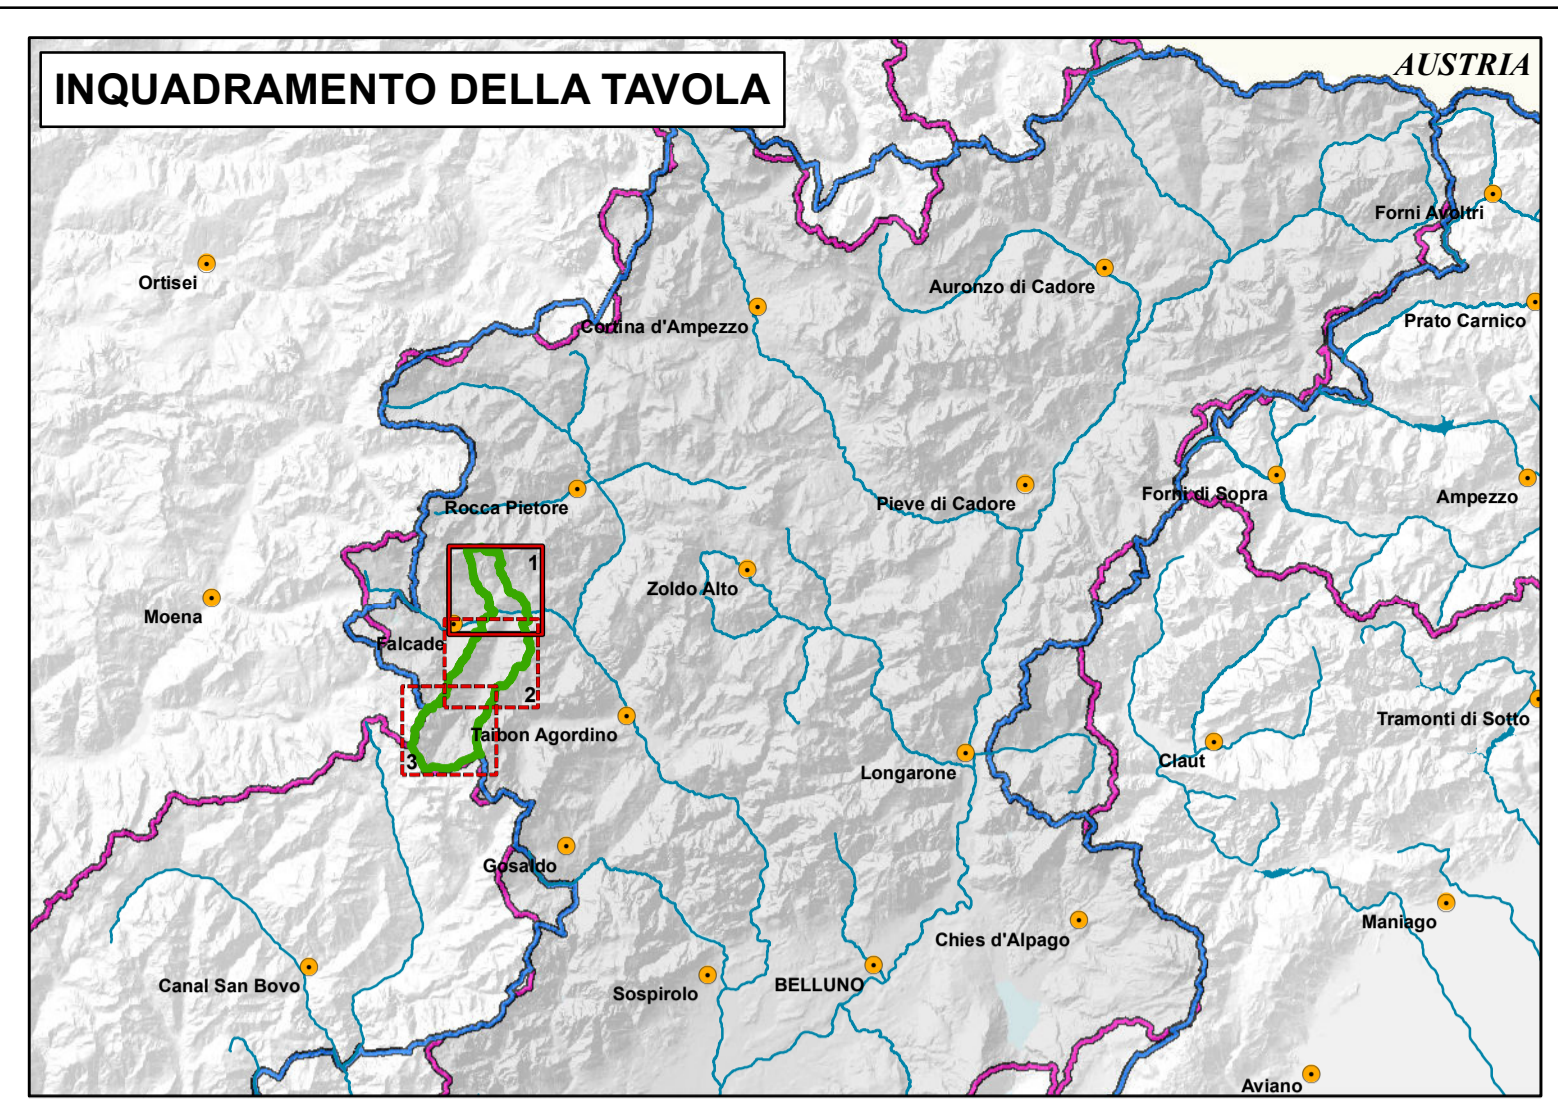 INQUADRAMENTO DELLA TAVOLA
AUSTRIA
Forni Avoltri
Ortisei
Auronzo di Cadore
Cortina d'Ampezzo
Prato Carnico
Rocca Pietore
Pieve di Cadore
Forni di Sopra
Ampezzo
1
Zoldo Alto
Moena
Falcade
2
Taibon Agordino
Tramonti di Sotto
3
Longarone
Claut
Gosaldo
Maniago
Chies d'Alpago
Canal San Bovo
Sospirolo
BELLUNO
Aviano